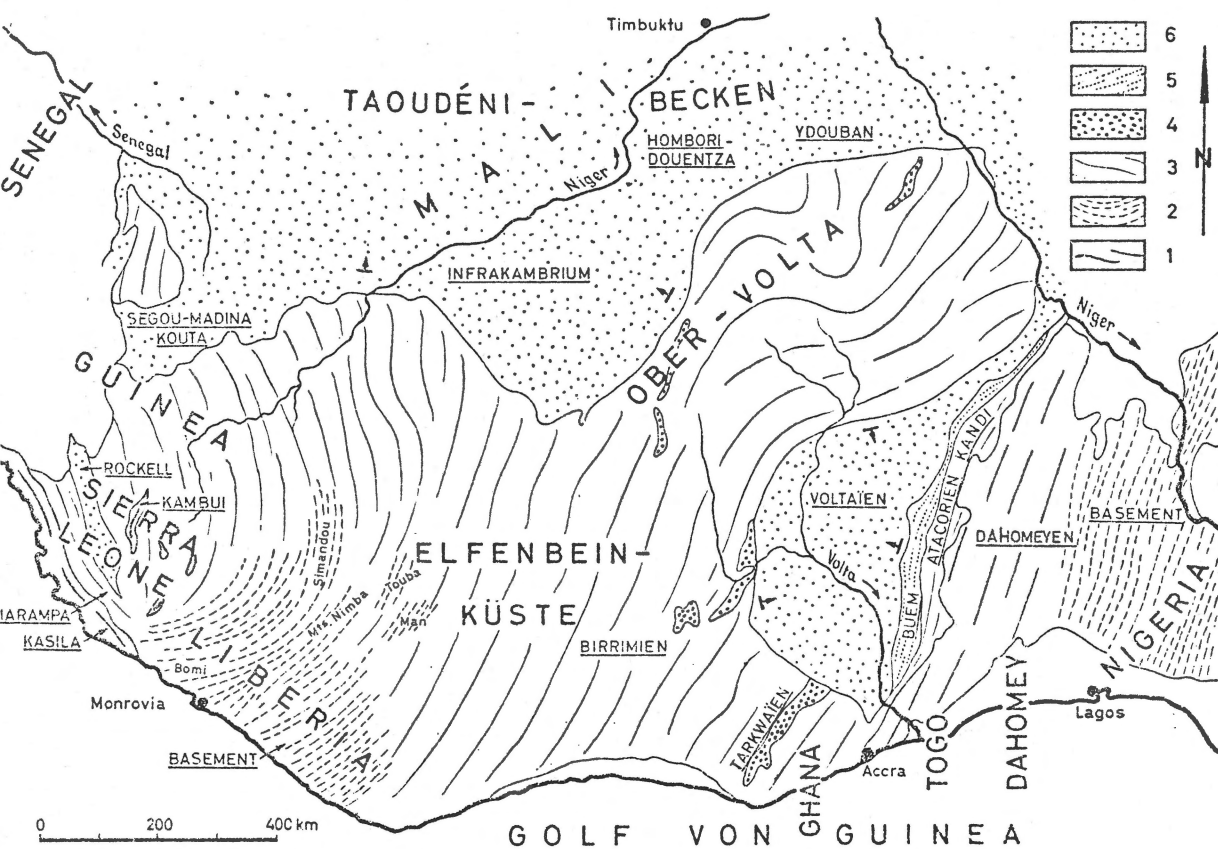 Timbuktu
6
5
4
3
2
1
N
TAOUDÉNI-
BECKEN
MALI
SENEGAL
Senegal
Niger
HOMBORI-
DOUENTZA
YDOUBAN
INFRAKAMBRIUM
OBER-VOLTA
SEGOU-MADINA
KOUTA
GUINEA
Niger
ROCKELL
KAMBUI
SIERRA
LEONE
MARAMPA
KASILA
Simandou
Mts Nimba
Touba
Man
ELFENBEIN-
KÜSTE
BIRRIMIEN
VOLTAÏEN
Volta
BUEM
ATACORIEN
KANDI
DAHOMEYEN
BASEMENT
NIGERIA
Bomi
LIBERIA
Monrovia
BASEMENT
TARKWAÏEN
GHANA
Accra
TOGO
DAHOMEY
Lagos
0 200 400 km
GOLF VON GUINEA